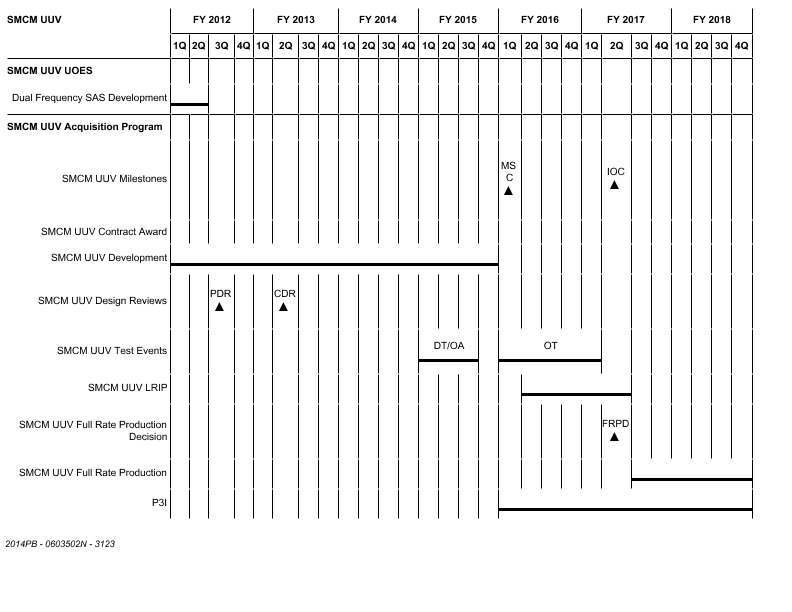 SMCM UUV FY 2012 FY 2013 FY 2014 FY 2015 FY 2016 FY 2017 FY 2018
1Q 2Q 3Q 4Q 1Q 2Q 3Q 4Q 1Q 2Q 3Q 4Q 1Q 2Q 3Q 4Q 1Q 2Q 3Q 4Q 1Q 2Q 3Q 4Q 1Q 2Q 3Q 4Q
SMCM UUV UOES
Dual Frequency SAS Development
SMCM UUV Acquisition Program
SMCM UUV Milestones
MS
C
IOC
SMCM UUV Contract Award
SMCM UUV Development
SMCM UUV Design Reviews
PDR
CDR
SMCM UUV Test Events
DT/OA
OT
SMCM UUV LRIP
SMCM UUV Full Rate Production
Decision
FRPD
SMCM UUV Full Rate Production
P3I
2014PB - 0603502N - 3123